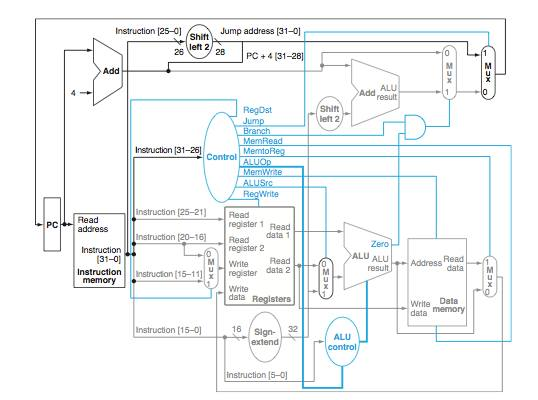 Instruction [25–0]
Shift
left 2
Jump address [31–0]
26
28
PC + 4 [31–28]
Add
4
0
M
u
x
1
1
M
u
x
0
Add
ALU
result
Shift
left 2
RegDst
Jump
Branch
MemRead
MemtoReg
ALUOp
MemWrite
ALUSrc
RegWrite
Instruction [31–26]
Control
PC
Read
address
Instruction
[31–0]
Instruction
memory
Instruction [25–21]
Instruction [20–16]
Instruction [15–11]
0
M
u
x
1
Read
register 1
Read
register 2
Write
register
Write
data
Read
data 1
Read
data 2
Registers
0
M
u
x
1
Zero
ALU
ALU
result
Address
Read
data
Write
data
Data
memory
1
M
u
x
0
Instruction [15–0]
16
Sign-
extend
32
ALU
control
Instruction [5–0]